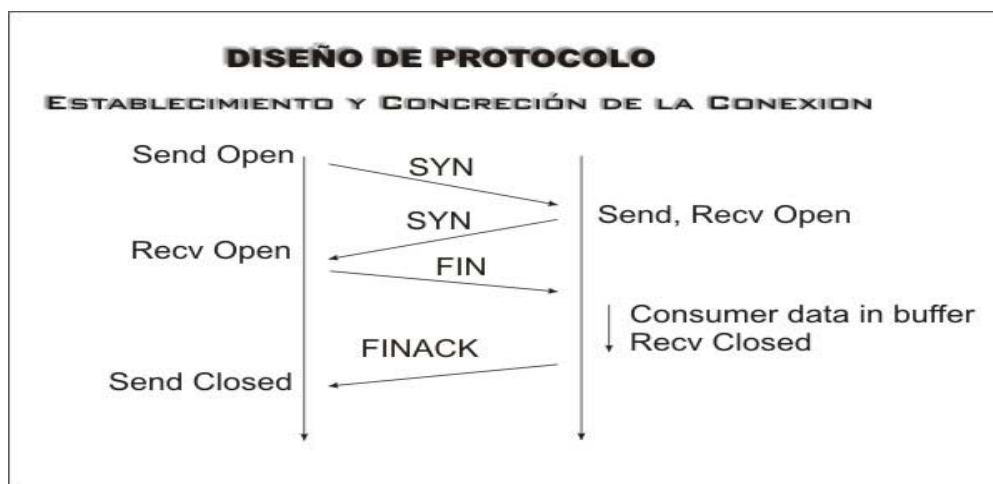 DISEÑO DE PROTOCOLO
ESTABLECIMIENTO Y CONCRECIÓN DE LA CONEXION
Send Open
SYN
Send, Recv Open
SYN
Recv Open
FIN
Consumer data in buffer
Recv Closed
FINACK
Send Closed